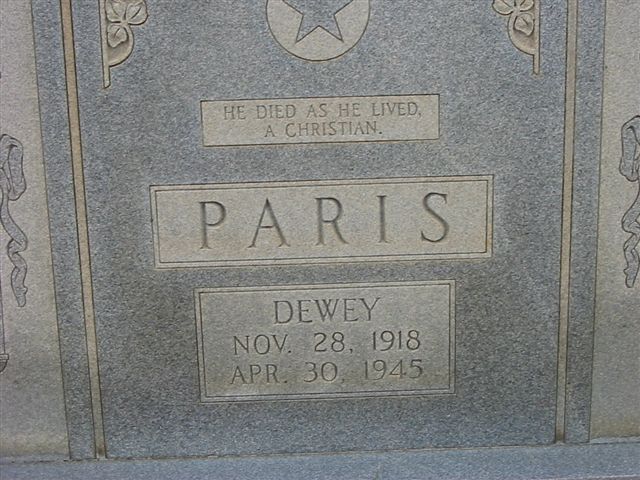 HE DIED AS HE LIVED,
A CHRISTIAN.
PARIS
DEWEY
NOV. 28, 1918
APR. 30, 1945